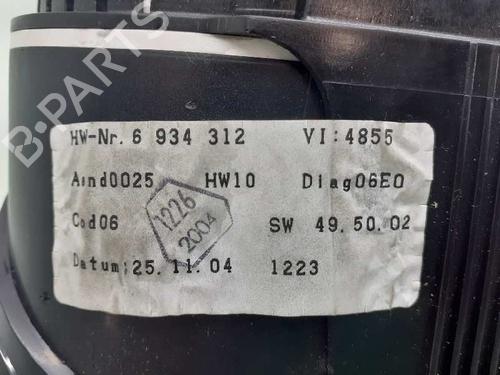 HW-Nr. 6 934 312 VI:4855
Aind0025 HW10 Diag06E0
Cod06 SW 49.50.02
Datum:25.11.04 1223
1226
2004
B-PARTS